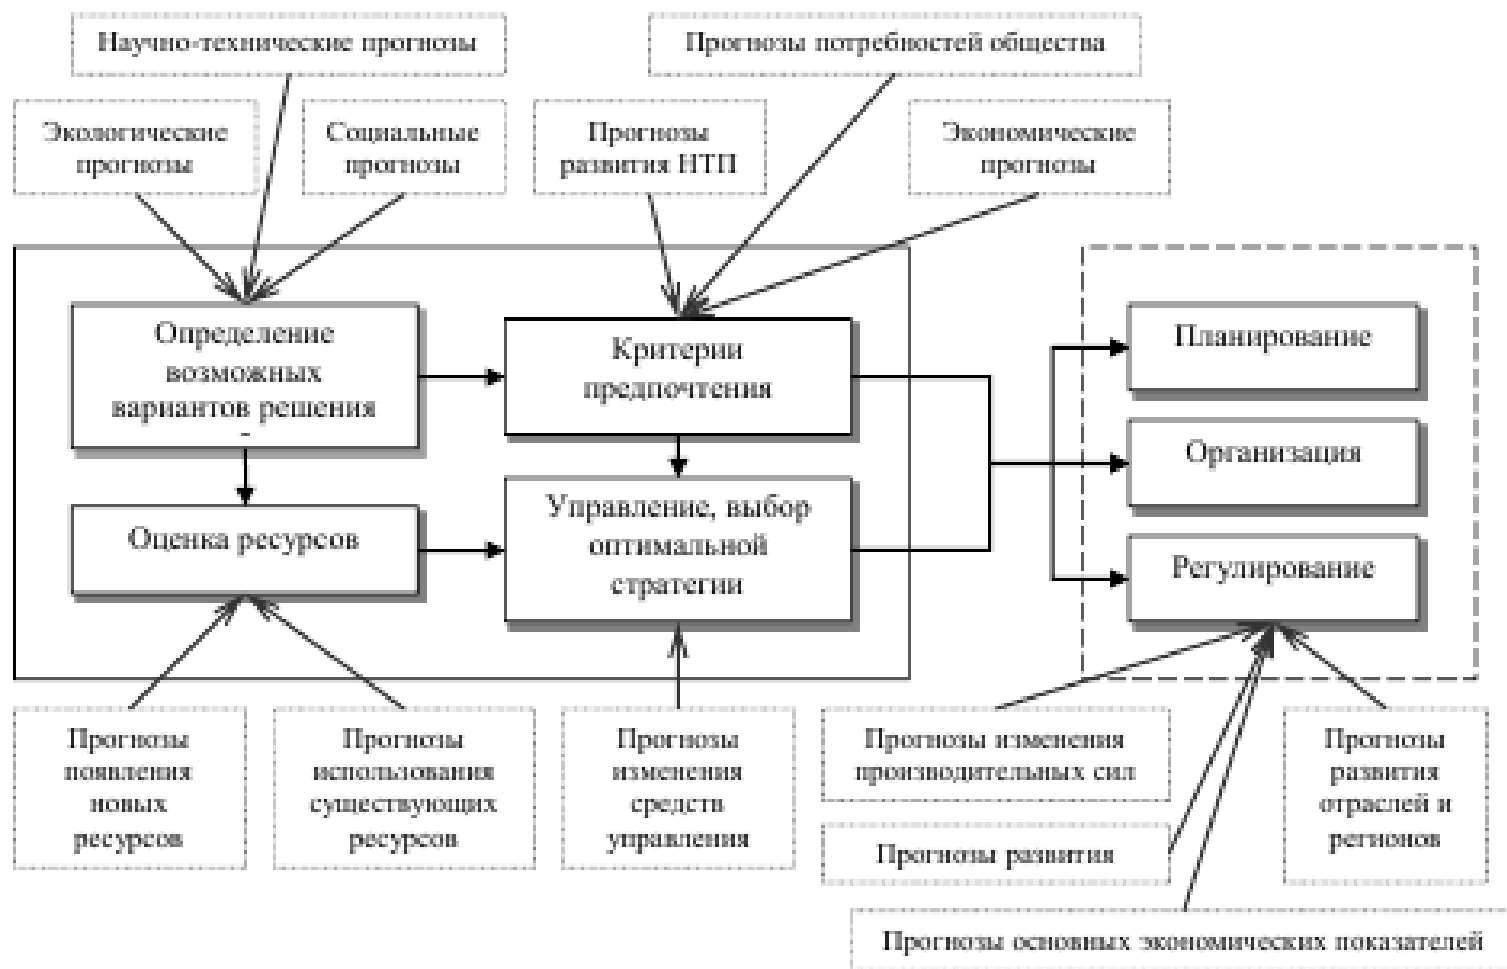 Научно-технические прогнозы
Прогнозы потребностей общества
Экологические
прогнозы
Социальные
прогнозы
Прогнозы
развития НТП
Экономические
прогнозы
Определение
возможных
вариантов решения
-
Критерии
предпочтения
Планирование
Организация
Оценка ресурсов
Управление, выбор
оптимальной
стратегии
Регулирование
Прогнозы
появления
новых
ресурсов
Прогнозы
использования
существующих
ресурсов
Прогнозы
изменения
средств
управления
Прогнозы изменения
производительных сил
Прогнозы
развития
отраслей и
регионов
Прогнозы развития
Прогнозы основных экономических показателей